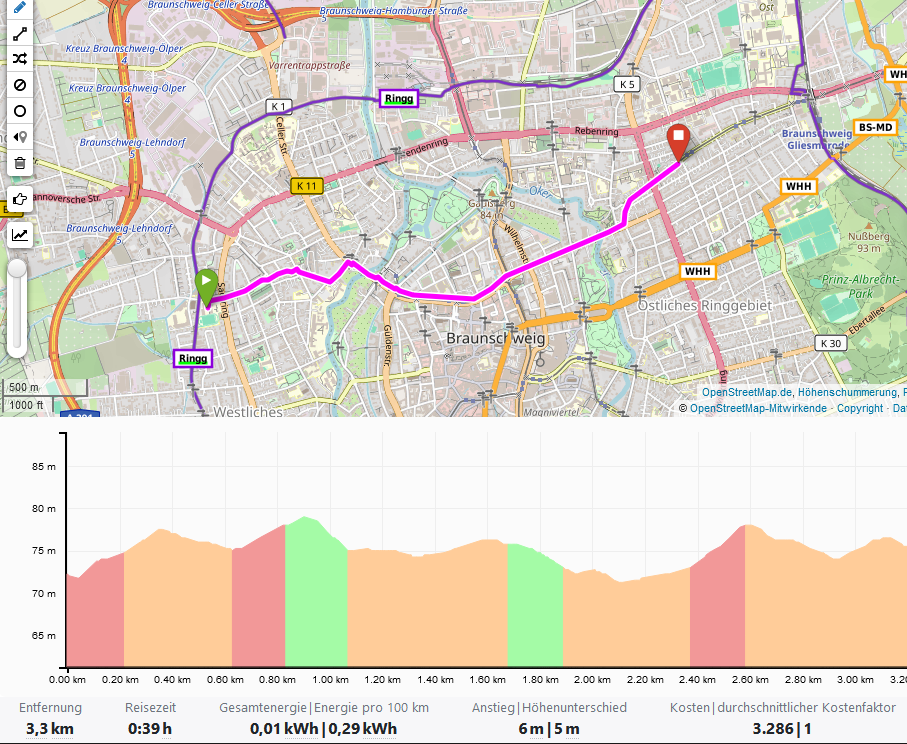 Braunschweig-Celler Straße
Braunschweig-Hamburger Straße
Ost
Kreuz Braunschweig-Olper
4
Varrentrappstraße
WH
Kreuz Braunschweig-Olper
4
K 1
Ringg
K 5
BS-MD
Celler Str.
Rebenring
Braunschweig-Lehndorf
5
Braunschweig
Gliesmarode
endenring
K 11
WHH
Oker
annoversche Str.
Gaußberg
84 m
Braunschweig-Lehndorf
5
Wilhelmstr
Nußberg
93 m
WHH
Prinz-Albrecht-
Park
Östliches Ringgebiet
Ebertallee
Güldenstr.
Braunschweig
K 30
Ringg
500 m
1000 ft
Westliches
Magniviertel
OpenStreetMap.de, Höhenschummerung, R
© OpenStreetMap-Mitwirkende · Copyright · Dat
85 m
80 m
75 m
70 m
65 m
0.00 km 0.20 km 0.40 km 0.60 km 0.80 km 1.00 km 1.20 km 1.40 km 1.60 km 1.80 km 2.00 km 2.20 km 2.40 km 2.60 km 2.80 km 3.00 km 3.20
Entfernung Reisezeit Gesamtenergie|Energie pro 100 km Anstieg|Höhenunterschied Kosten|durchschnittlicher Kostenfaktor
3,3 km 0:39 h 0,01 kWh|0,29 kWh 6 m|5 m 3.286|1